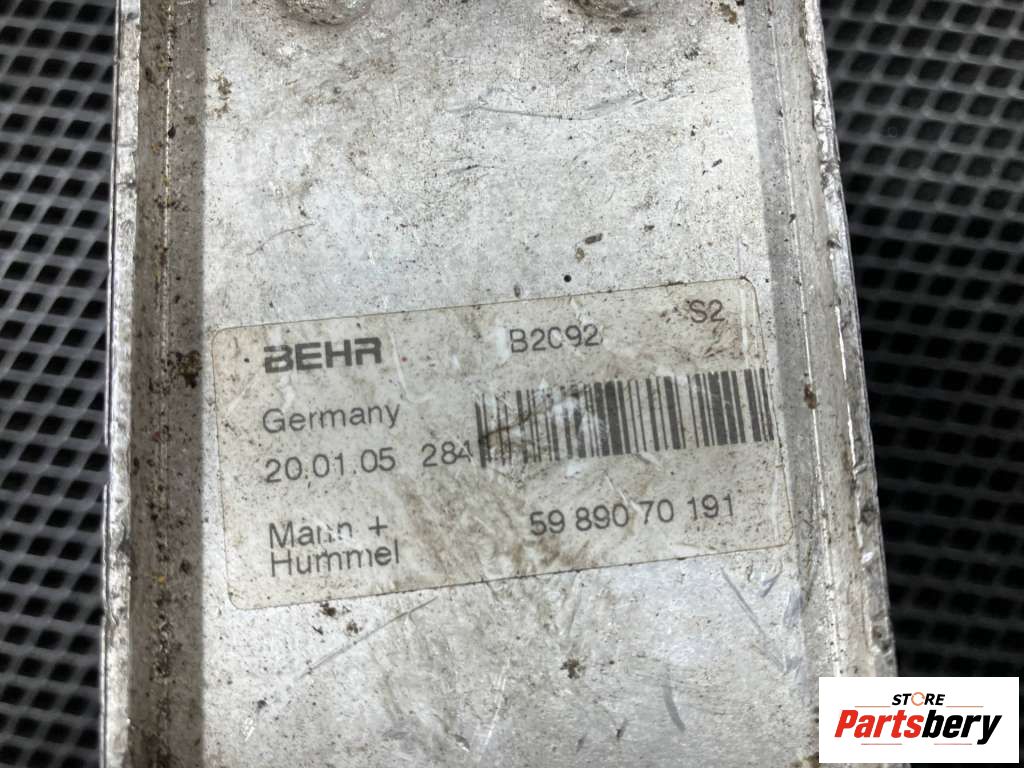 BEHR B2092 S2
Germany
20.01.05 284
Mann +
Hummel
59 890 70 191
STORE
Partsbery